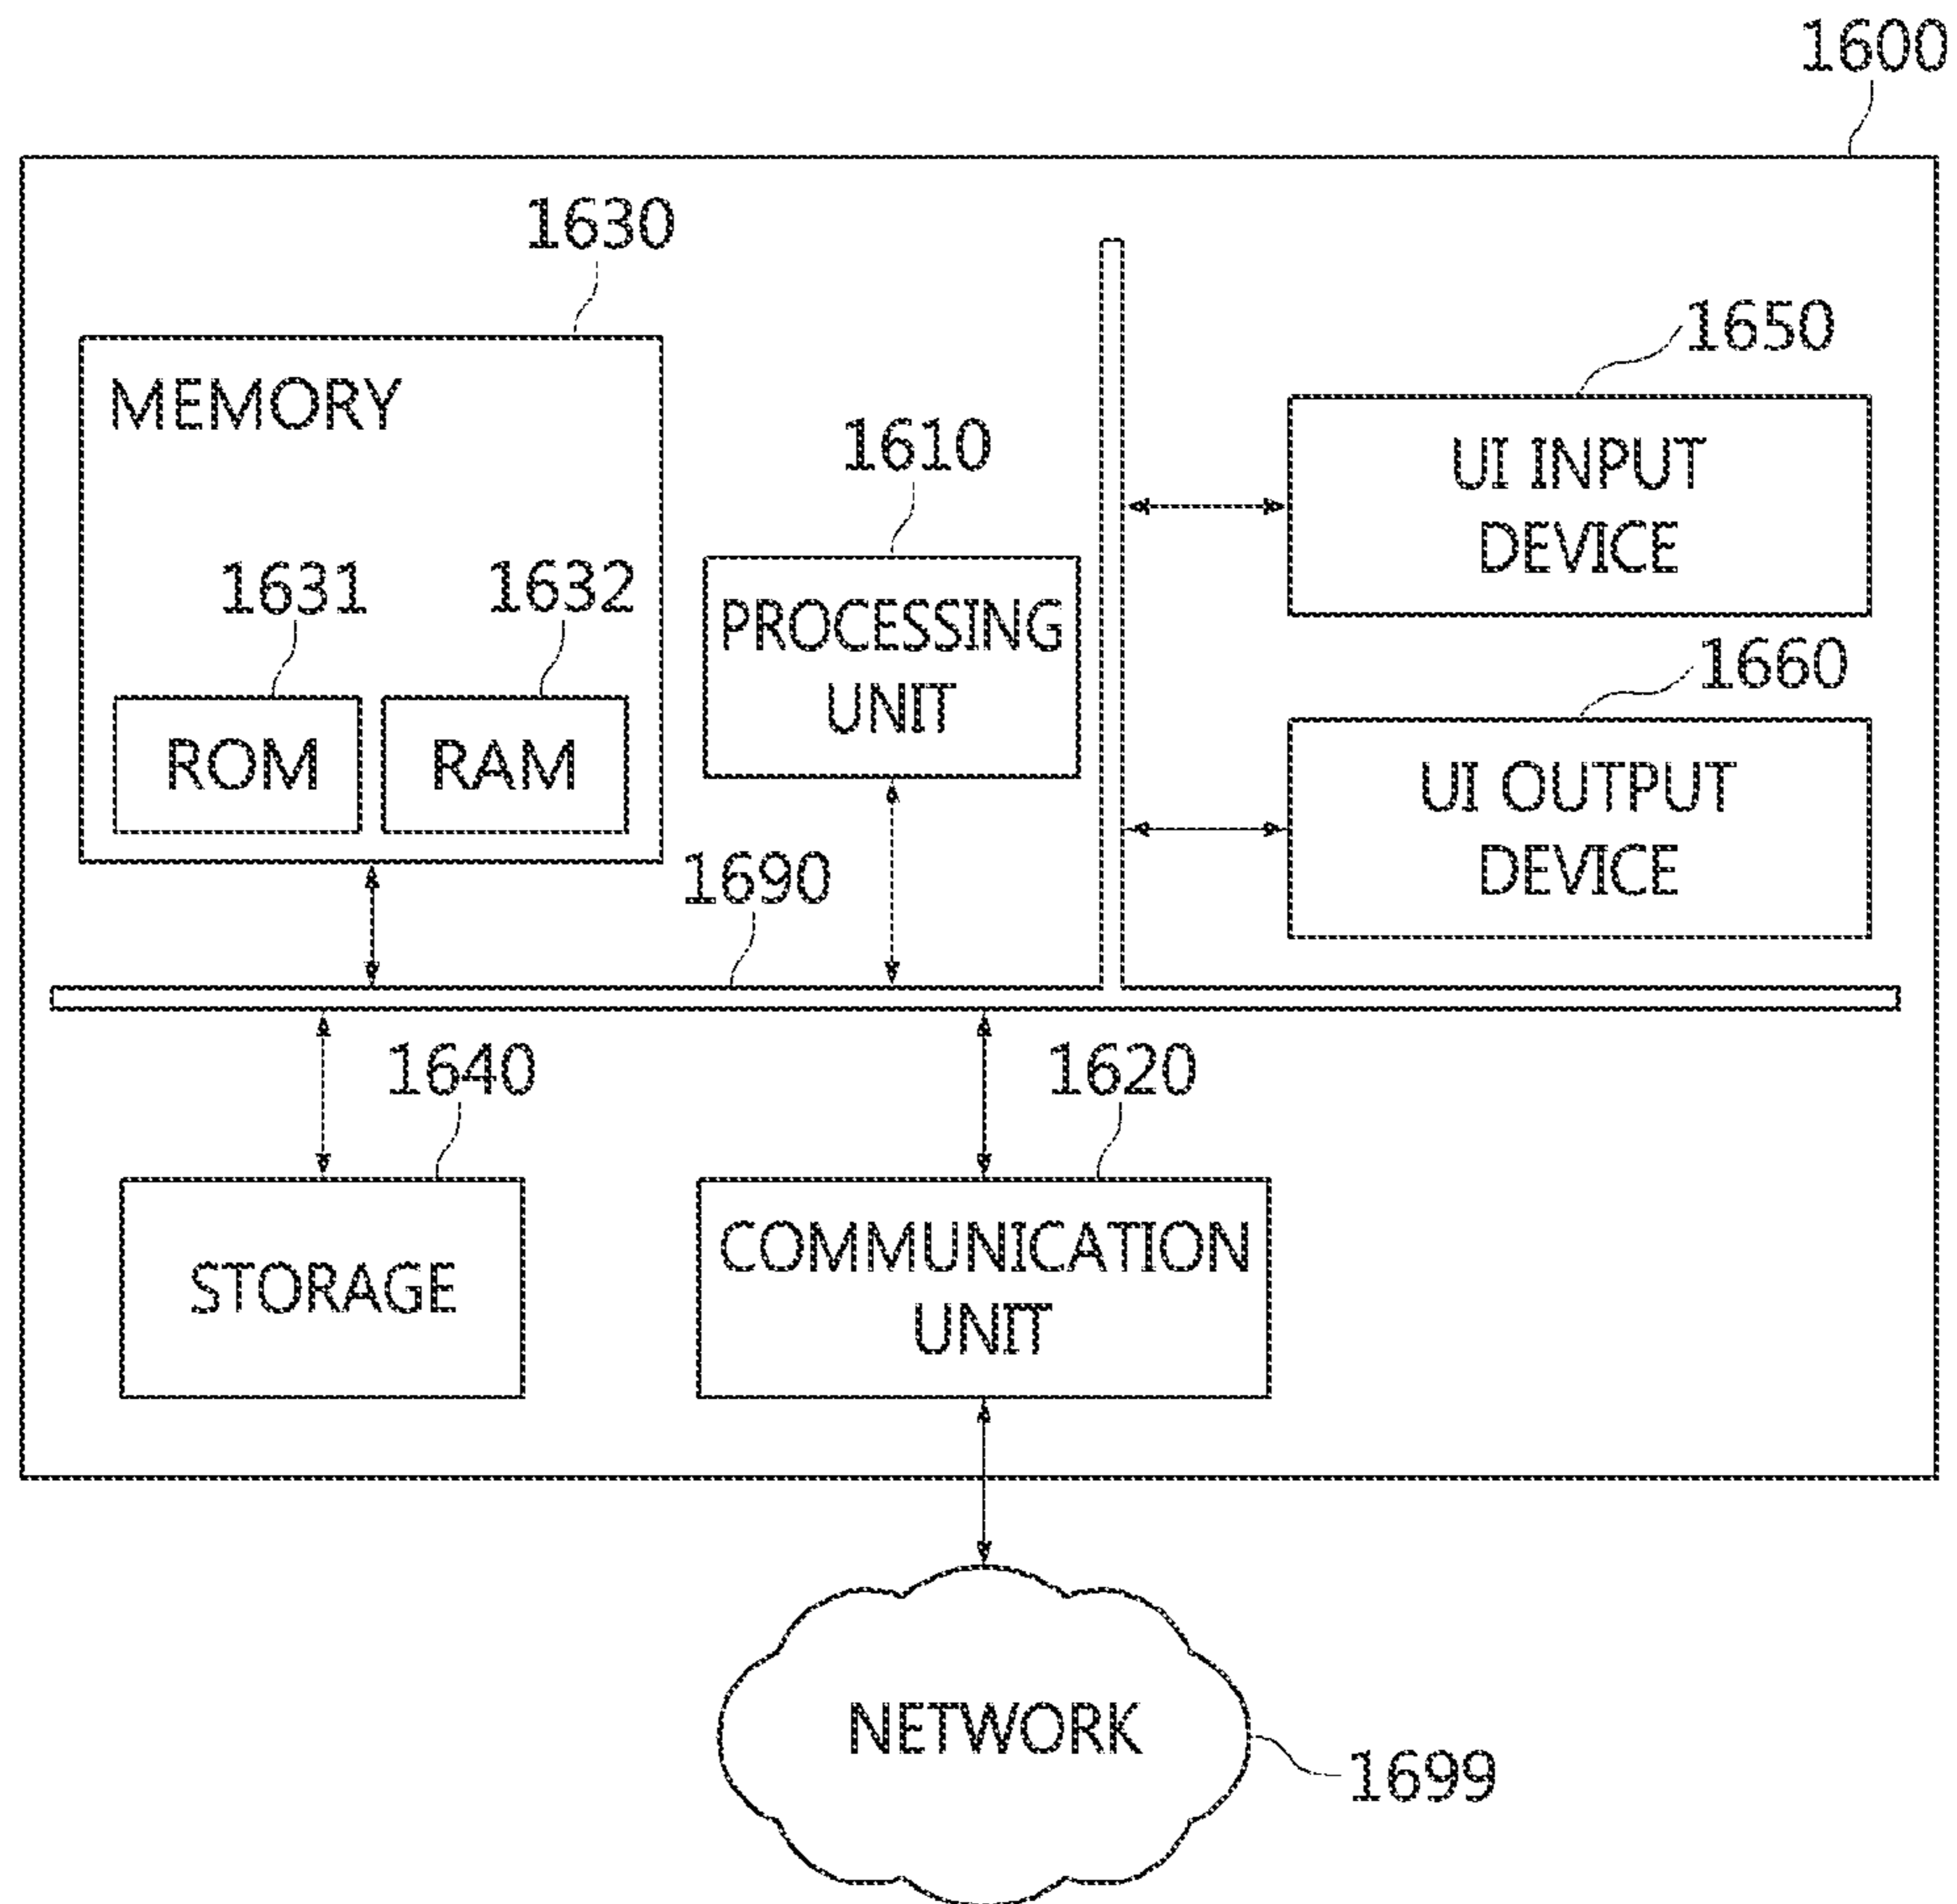 1600
1630
MEMORY
1650
UI INPUT
DEVICE
1610
PROCESSING
UNIT
1631
1632
ROM
RAM
1660
UI OUTPUT
DEVICE
1690
1640
1620
STORAGE
COMMUNICATION
UNIT
NETWORK
1699